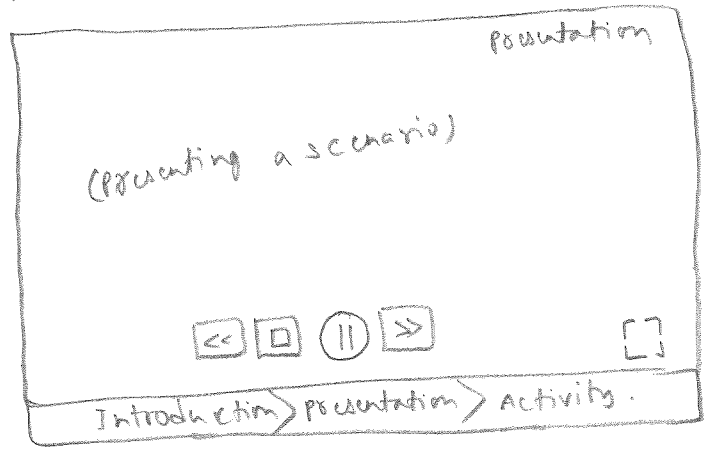 Presentation
(Presenting a scenario)
<< □ || >>
Introduction > presentation > Activity.